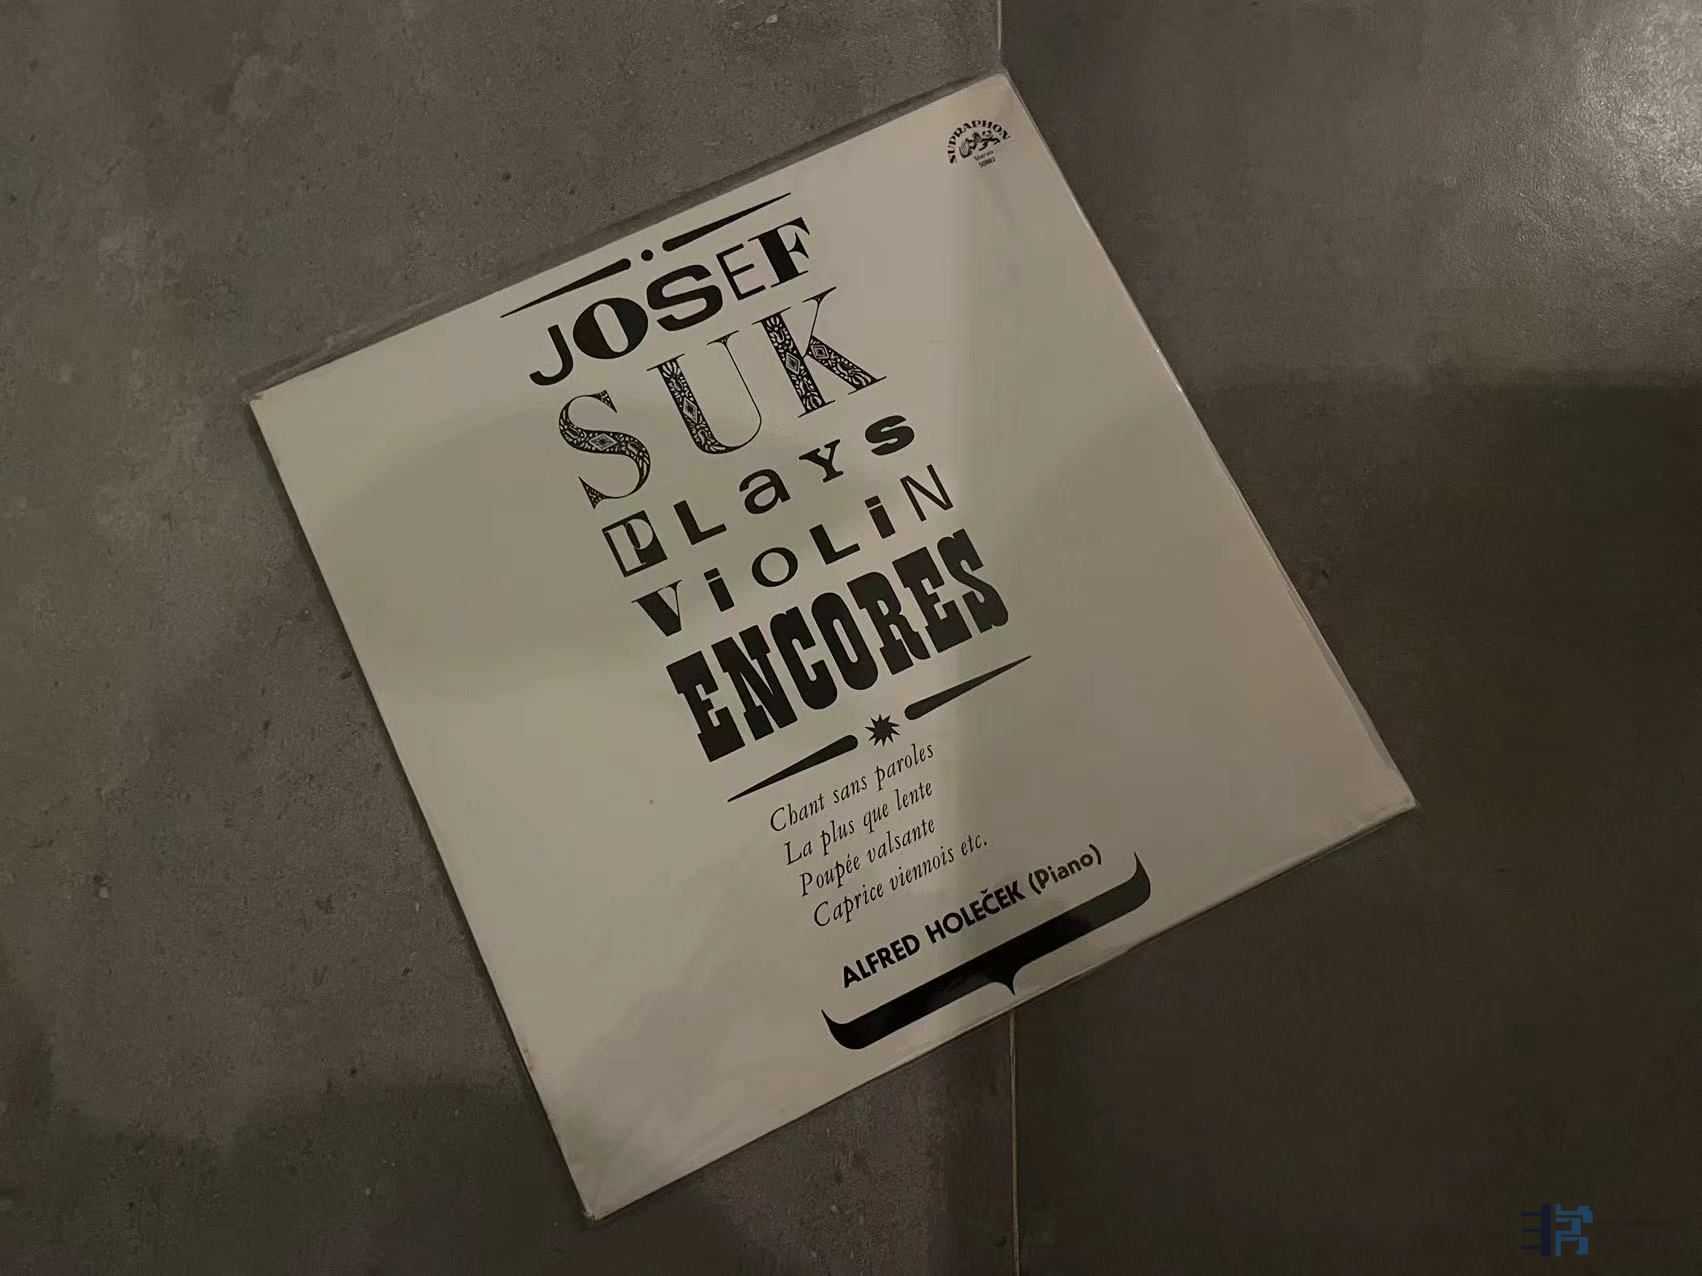 SUPRAPHON
Stereo
JOSEF
SUK
PLayS
ViOLiN
ENCORES
Chant sans paroles
La plus que lente
Poupée valsante
Caprice viennois etc.
ALFRED HOLEČEK (Piano)